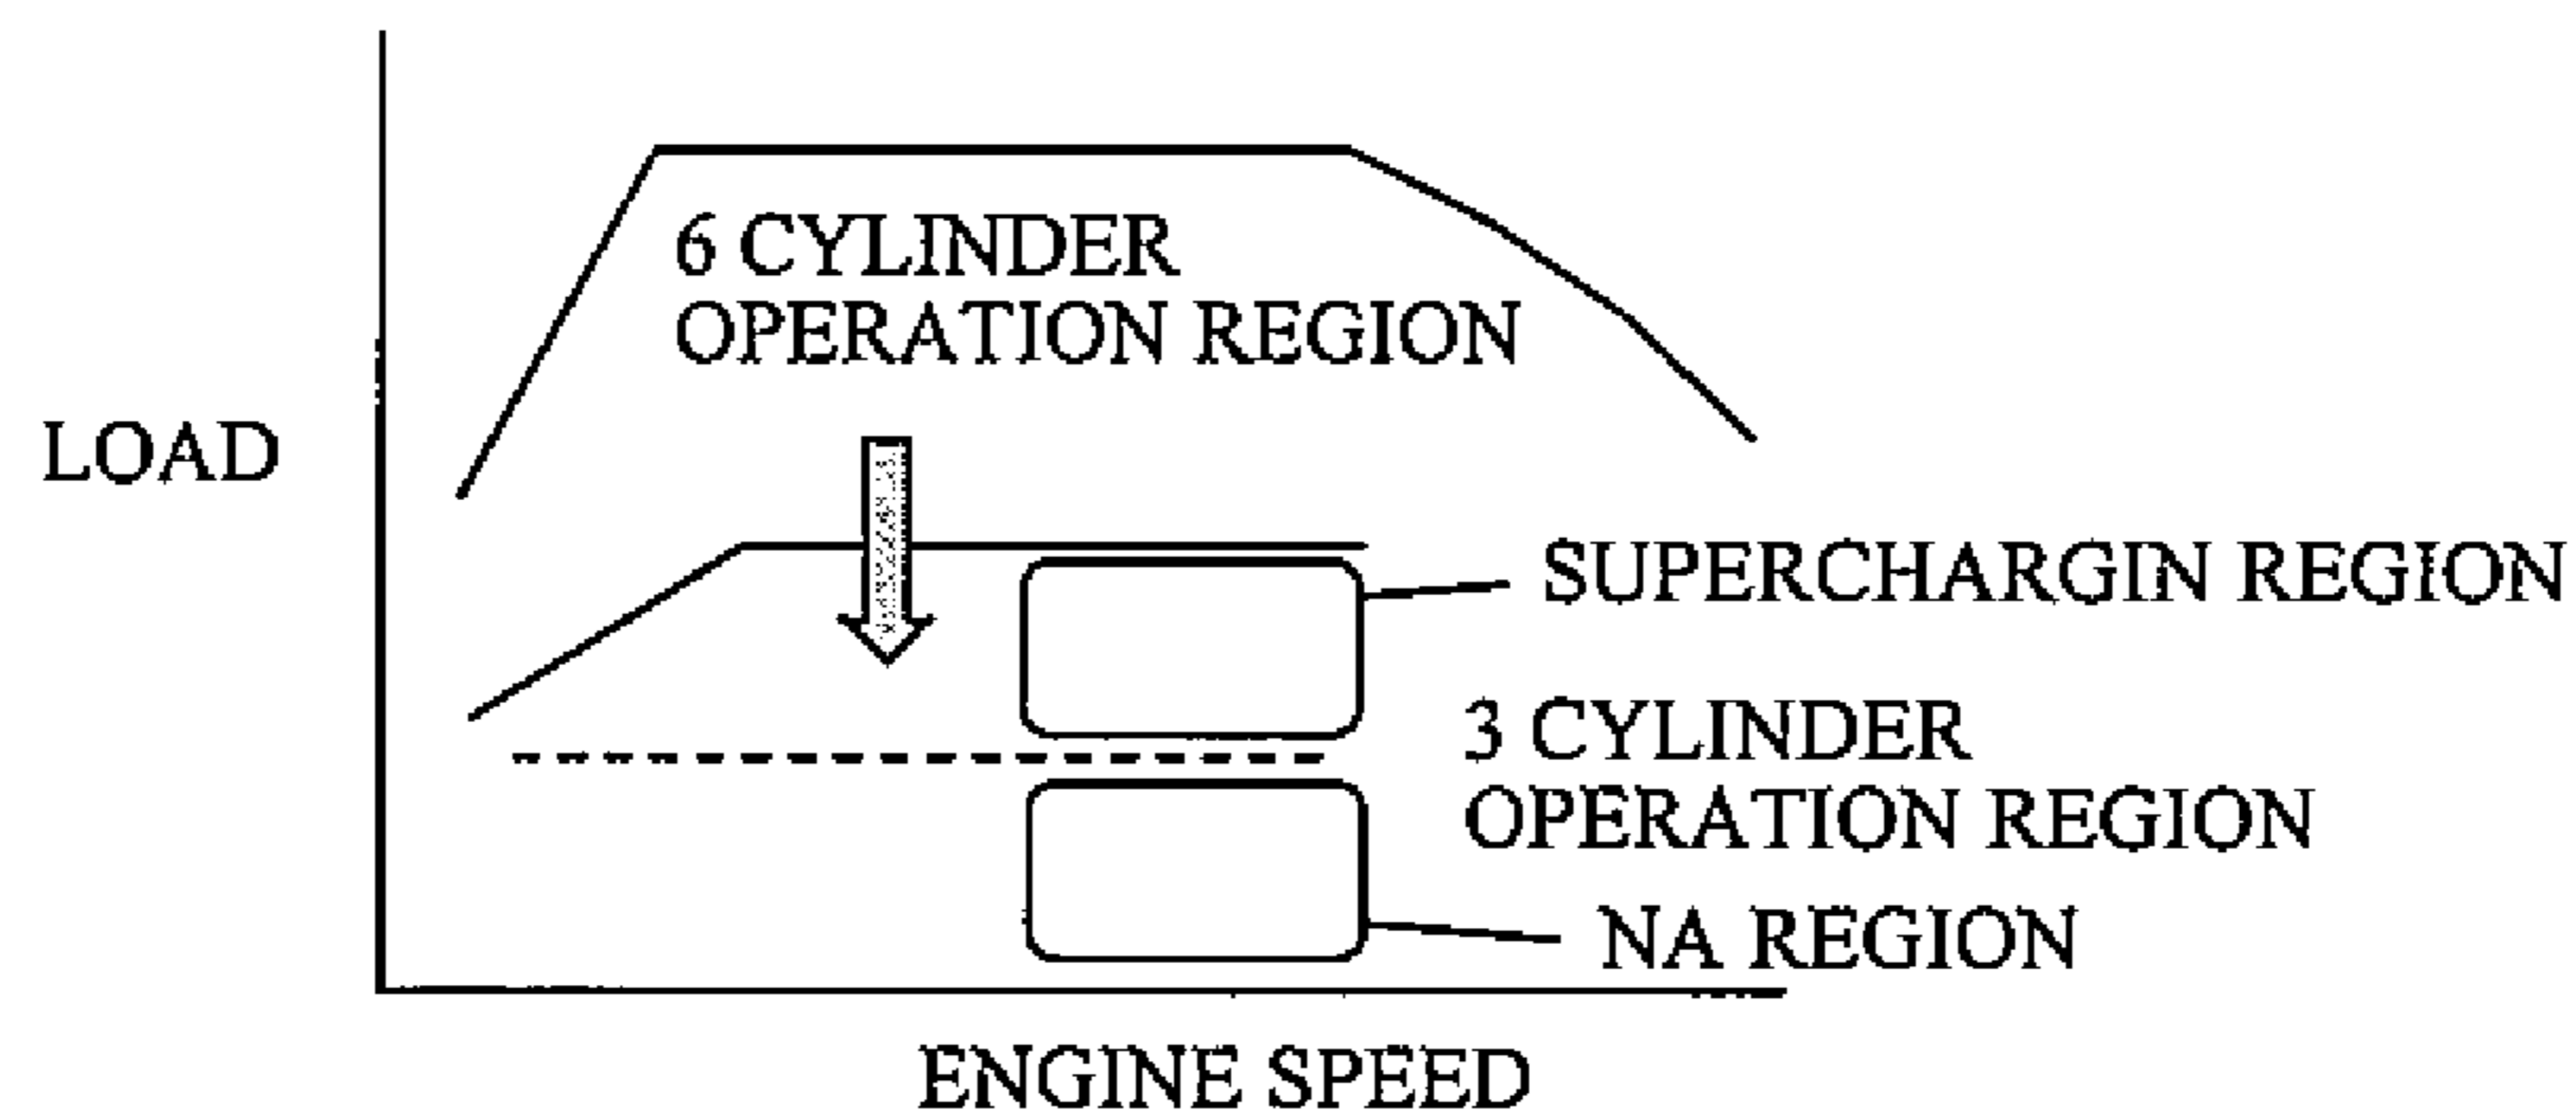 6 CYLINDER
OPERATION REGION
LOAD
SUPERCHARGIN REGION
3 CYLINDER
OPERATION REGION
NA REGION
ENGINE SPEED